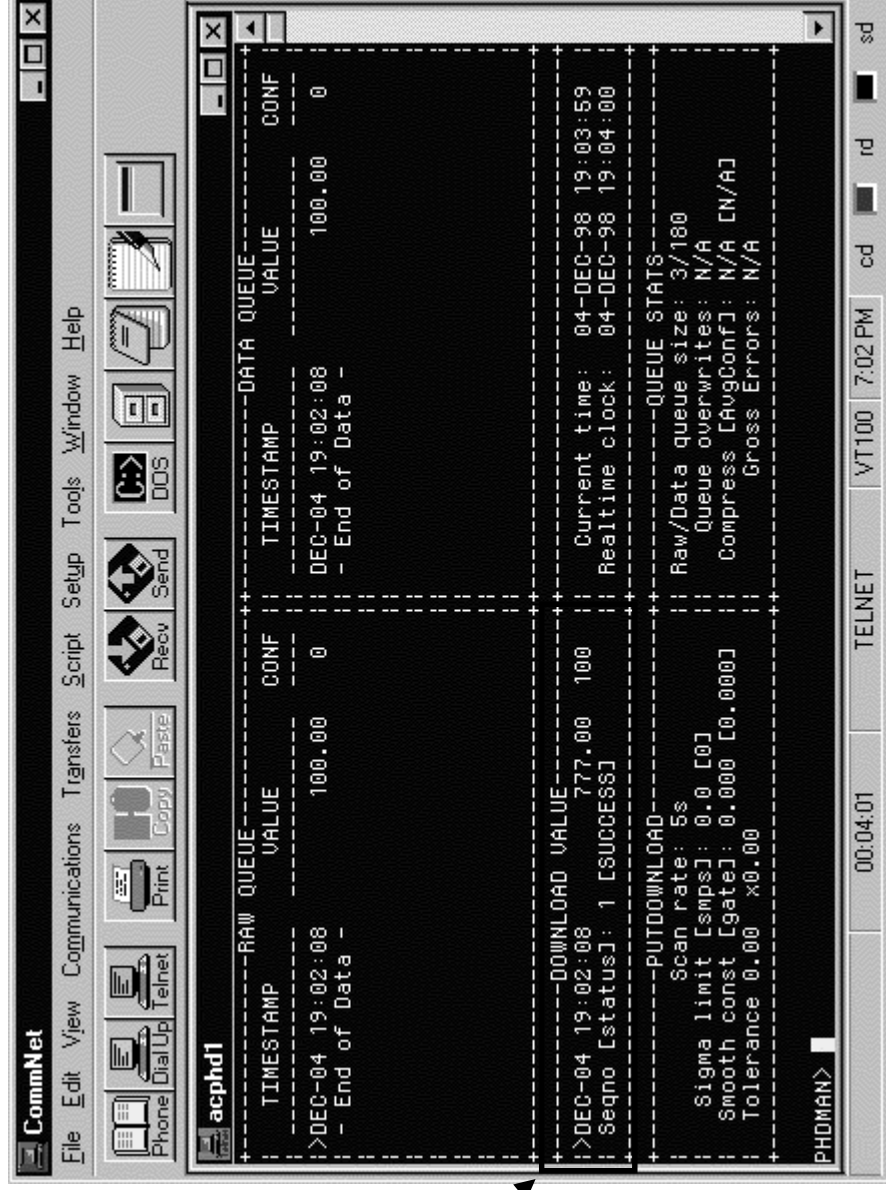 CommNet
File Edit View Communications Transfers Script Setup Tools Window Help
Phone Dial Up Telnet Print Copy Paste Recv Send DOS
acphd1
RAW QUEUE DATA QUEUE
TIMESTAMP VALUE CONF TIMESTAMP VALUE CONF
>DEC-04 19:02:08 100.00 0 DEC-04 19:02:08 100.00 0
- End of Data - - End of Data -
DOWNLOAD VALUE
>DEC-04 19:02:08 777.00 100 Current time: 04-DEC-98 19:03:59
Seqno [status]: 1 [SUCCESS] Realtime clock: 04-DEC-98 19:04:00
PUTDOWNLOAD QUEUE STATS
Scan rate: 5s Raw/Data queue size: 3/180
Sigma limit [smps]: 0.0 [0] Queue overwrites: N/A
Smooth const [gate]: 0.000 [0.000] Compress [AvgConf]: N/A [N/A]
Tolerance 0.00 x0.00 Gross Errors: N/A
PHDMAN>
00:04:01 TELNET VT100 7:02 PM cd rd sd